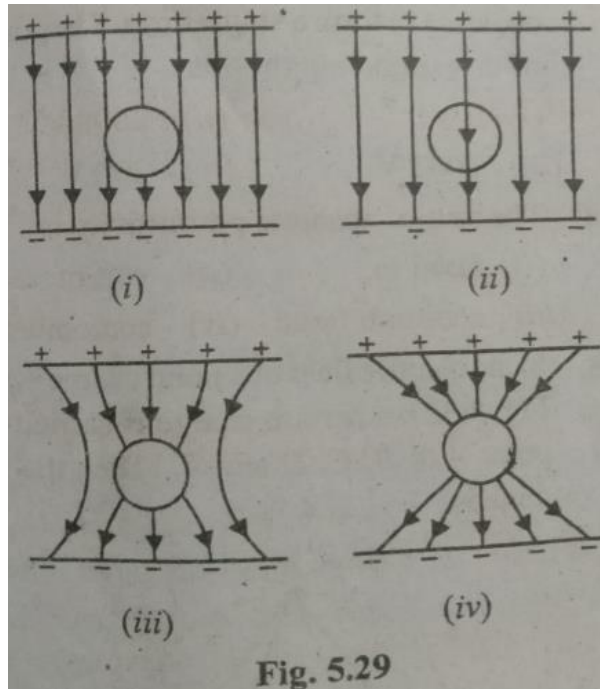 + + + + + + +
+ + + + +
− − − − − − −
− − − − −
(i)
(ii)
+ + + + +
+ + + + +
− − − − −
− − − − −
(iii)
(iv)
Fig. 5.29